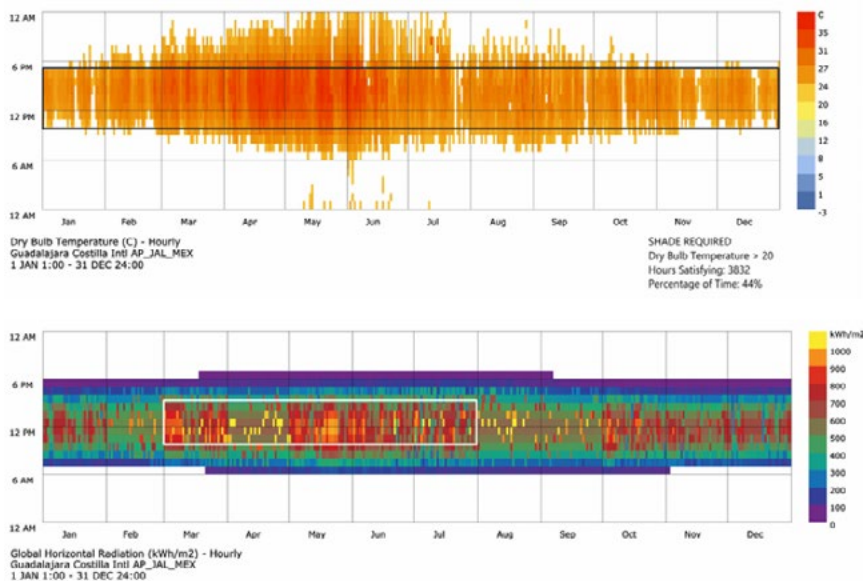 12 AM
C
35
6 PM
31
27
24
20
12 PM
16
12
8
6 AM
5
1
12 AM
-3
Jan Feb Mar Apr May Jun Jul Aug Sep Oct Nov Dec
Dry Bulb Temperature (C) - Hourly
Guadalajara Costilla Intl AP_JAL_MEX
1 JAN 1:00 - 31 DEC 24:00
SHADE REQUIRED
Dry Bulb Temperature > 20
Hours Satisfying: 3832
Percentage of Time: 44%
12 AM
kWh/m2
1000
900
6 PM
800
700
600
12 PM
500
400
300
6 AM
200
100
12 AM
0
Jan Feb Mar Apr May Jun Jul Aug Sep Oct Nov Dec
Global Horizontal Radiation (kWh/m2) - Hourly
Guadalajara Costilla Intl AP_JAL_MEX
1 JAN 1:00 - 31 DEC 24:00